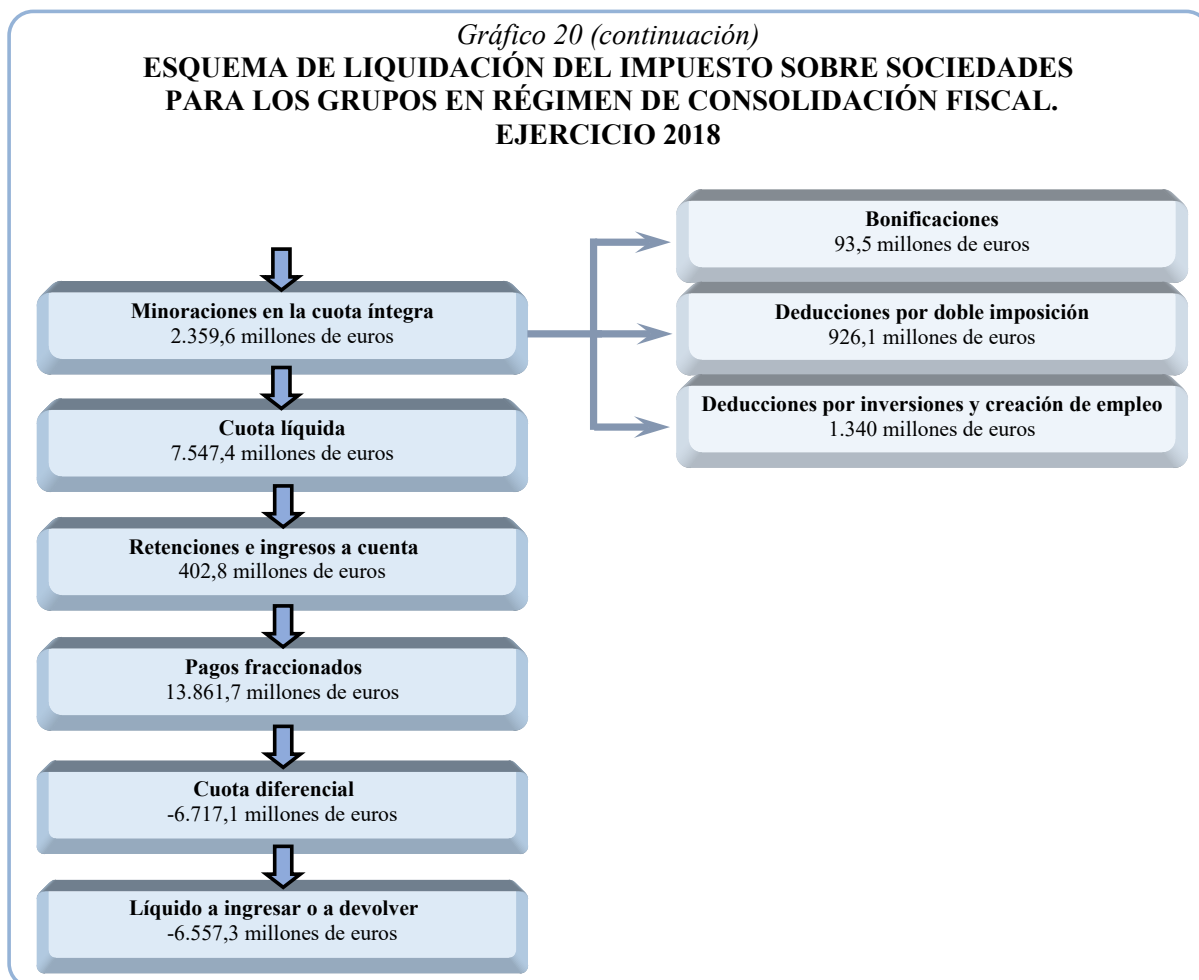 Gráfico 20 (continuación)
ESQUEMA DE LIQUIDACIÓN DEL IMPUESTO SOBRE SOCIEDADES
PARA LOS GRUPOS EN RÉGIMEN DE CONSOLIDACIÓN FISCAL.
EJERCICIO 2018
Minoraciones en la cuota íntegra
2.359,6 millones de euros
Bonificaciones
93,5 millones de euros
Deducciones por doble imposición
926,1 millones de euros
Deducciones por inversiones y creación de empleo
1.340 millones de euros
Cuota líquida
7.547,4 millones de euros
Retenciones e ingresos a cuenta
402,8 millones de euros
Pagos fraccionados
13.861,7 millones de euros
Cuota diferencial
-6.717,1 millones de euros
Líquido a ingresar o a devolver
-6.557,3 millones de euros